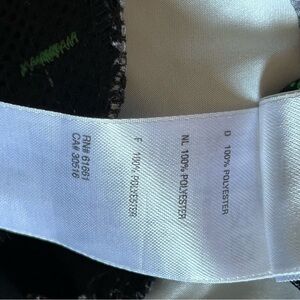 RN# 61661
CA# 30516
F 100% POLYESTER
NL 100% POLYESTER
D 100% POLYESTER